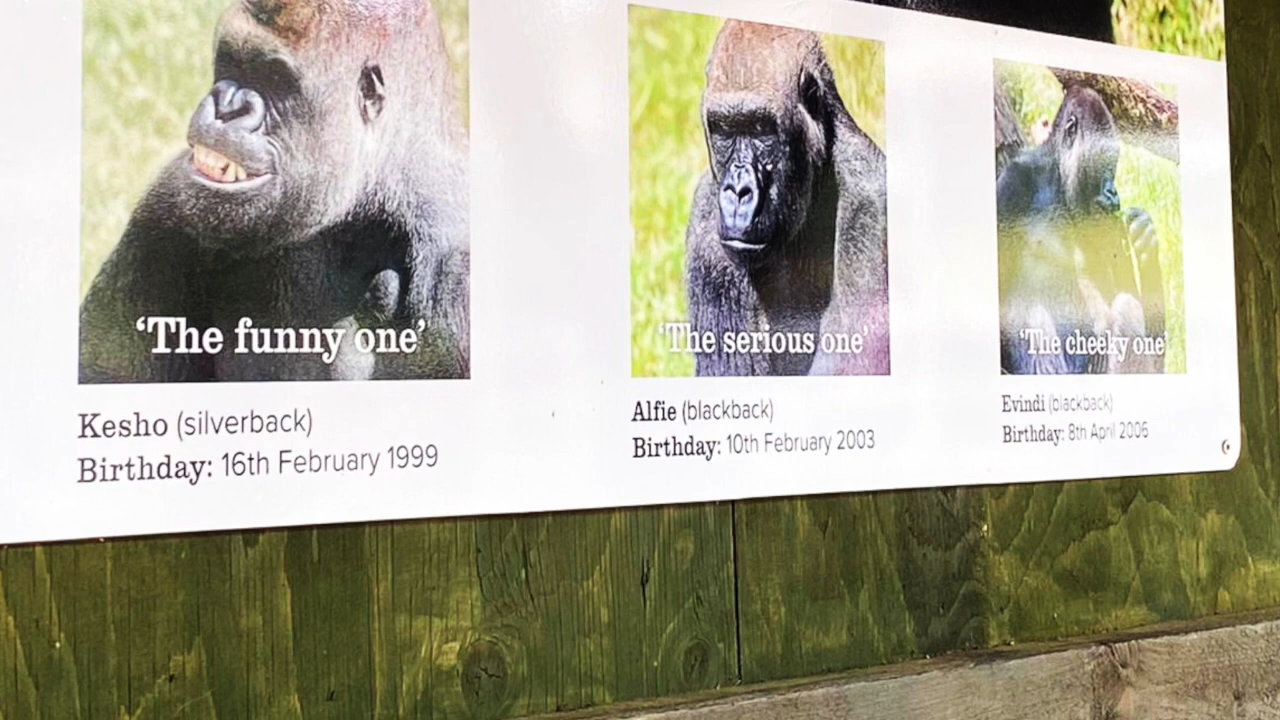 ‘The funny one’
Kesho (silverback)
Birthday: 16th February 1999
‘The serious one’
Alfie (blackback)
Birthday: 10th February 2003
‘The cheeky one’
Evindi (blackback)
Birthday: 8th April 2006